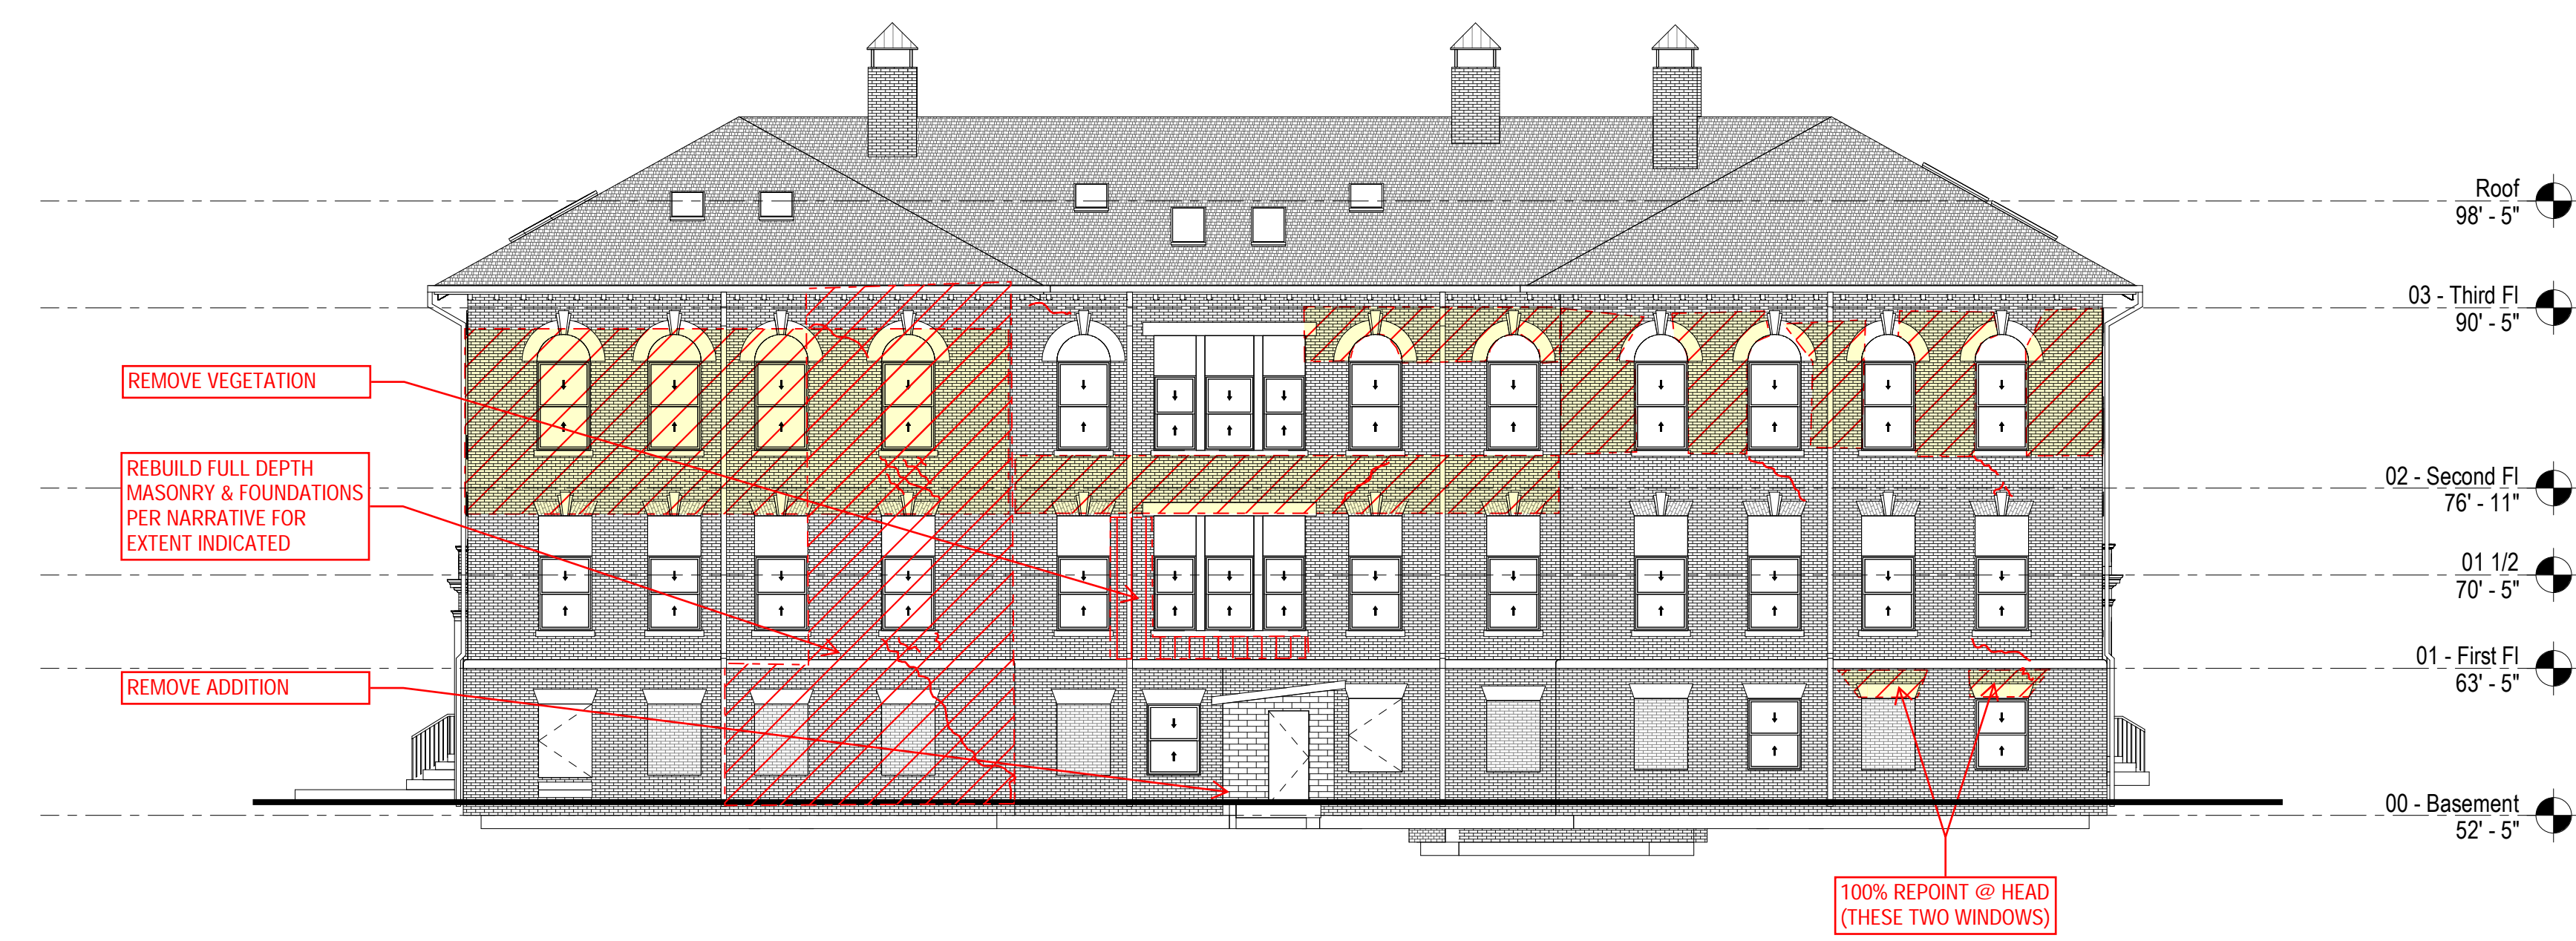 Roof
98' - 5"
03 - Third Fl
90' - 5"
REMOVE VEGETATION
REBUILD FULL DEPTH
MASONRY & FOUNDATIONS
PER NARRATIVE FOR
EXTENT INDICATED
02 - Second Fl
76' - 11"
01 1/2
70' - 5"
01 - First Fl
63' - 5"
REMOVE ADDITION
00 - Basement
52' - 5"
100% REPOINT @ HEAD
(THESE TWO WINDOWS)